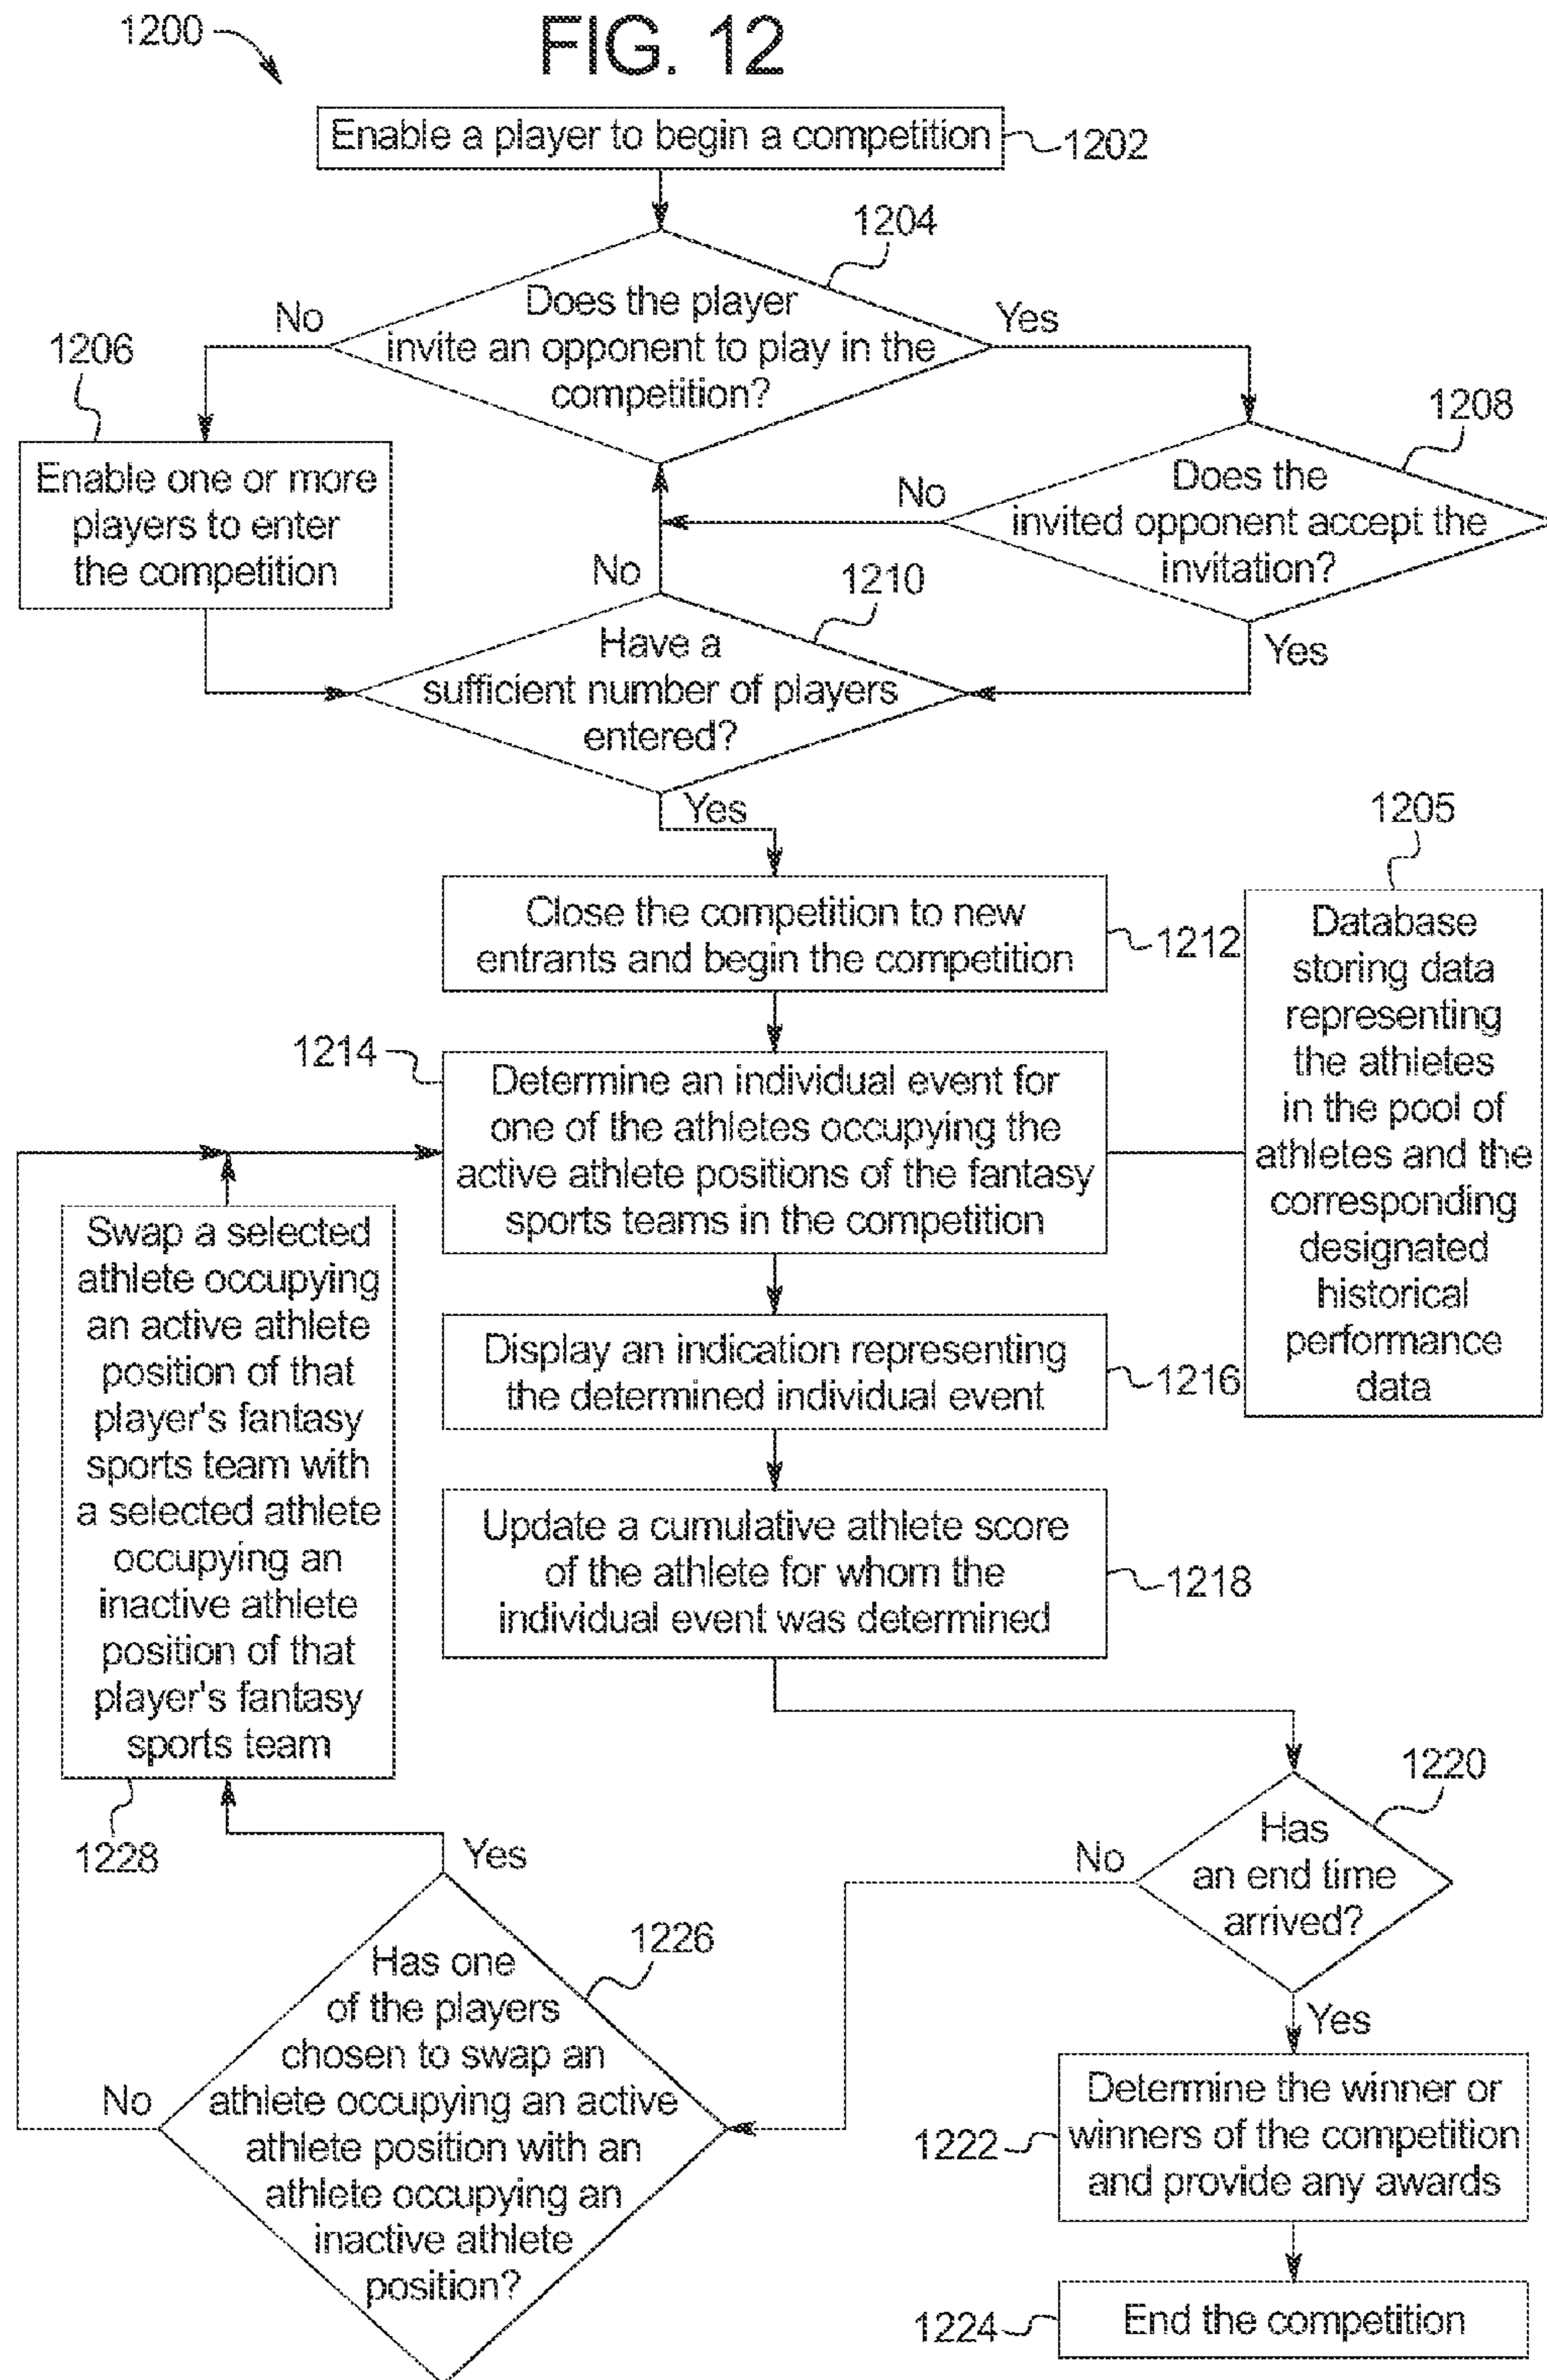 1200
FIG. 12
Enable a player to begin a competition
1202
1204
Does the player
invite an opponent to play in the
competition?
No
Yes
1206
Enable one or more
players to enter
the competition
1208
Does the
invited opponent accept the
invitation?
No
Yes
1210
Have a
sufficient number of players
entered?
No
Yes
Close the competition to new
entrants and begin the competition
1212
1205
Database
storing data
representing
the athletes
in the pool of
athletes and the
corresponding
designated
historical
performance
data
1214
Determine an individual event for
one of the athletes occupying the
active athlete positions of the fantasy
sports teams in the competition
Display an indication representing
the determined individual event
1216
Update a cumulative athlete score
of the athlete for whom the
individual event was determined
1218
Swap a selected
athlete occupying
an active athlete
position of that
player's fantasy
sports team with
a selected athlete
occupying an
inactive athlete
position of that
player's fantasy
sports team
1228
1220
Has
an end time
arrived?
No
Yes
1226
Has one
of the players
chosen to swap an
athlete occupying an active
athlete position with an
athlete occupying an
inactive athlete
position?
Yes
No
Determine the winner or
winners of the competition
and provide any awards
1222
End the competition
1224